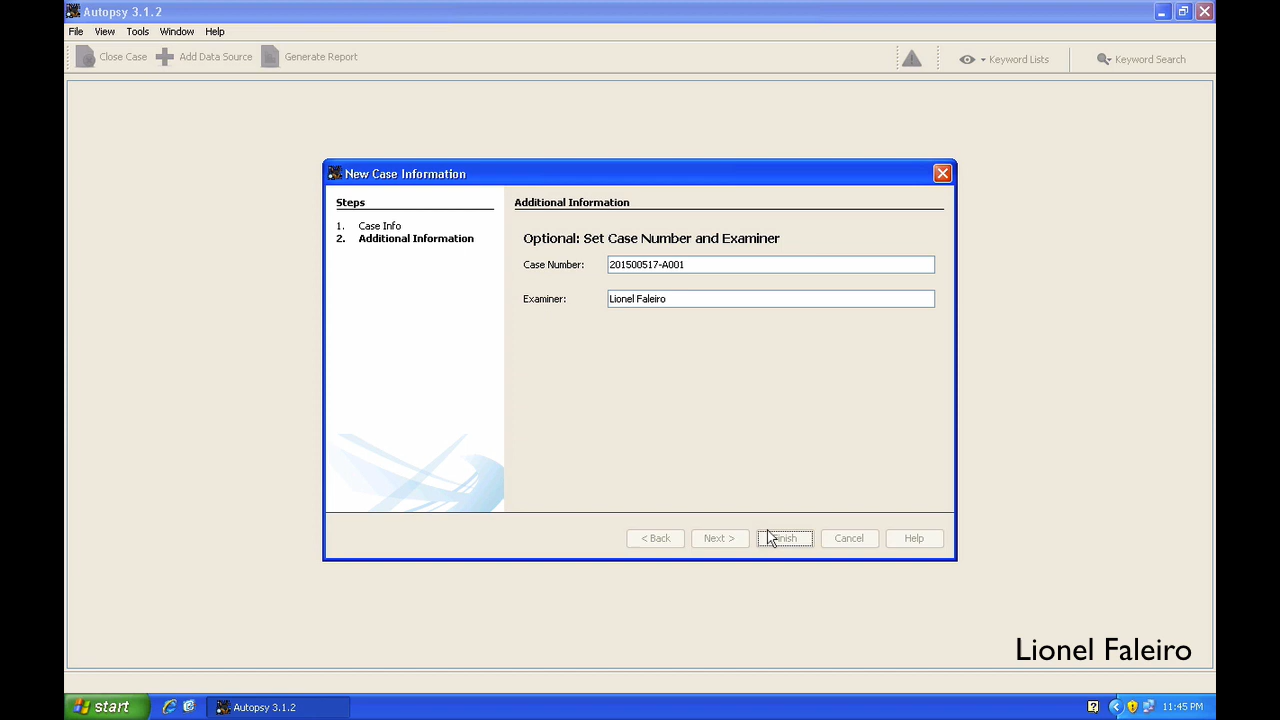 Autopsy 3.1.2
File View Tools Window Help
Close Case Add Data Source Generate Report Keyword Lists Keyword Search
New Case Information
Steps
1. Case Info
2. Additional Information
Additional Information
Optional: Set Case Number and Examiner
Case Number: 201500517-A001
Examiner: Lionel Faleiro
< Back Next > Finish Cancel Help
Lionel Faleiro
start Autopsy 3.1.2 11:45 PM